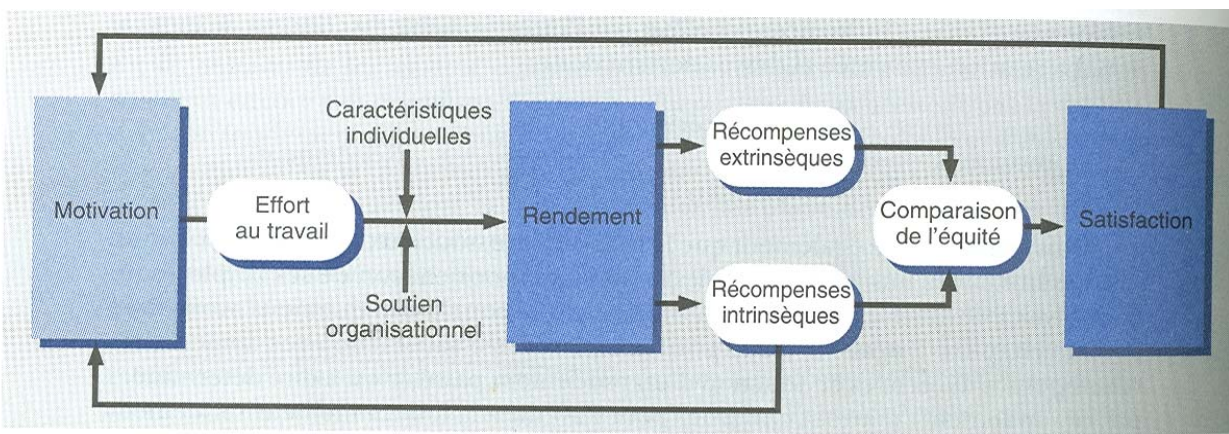 Caractéristiques
individuelles
Récompenses
extrinsèques
Motivation
Effort
au travail
Rendement
Comparaison
de l'équité
Satisfaction
Soutien
organisationnel
Récompenses
intrinsèques